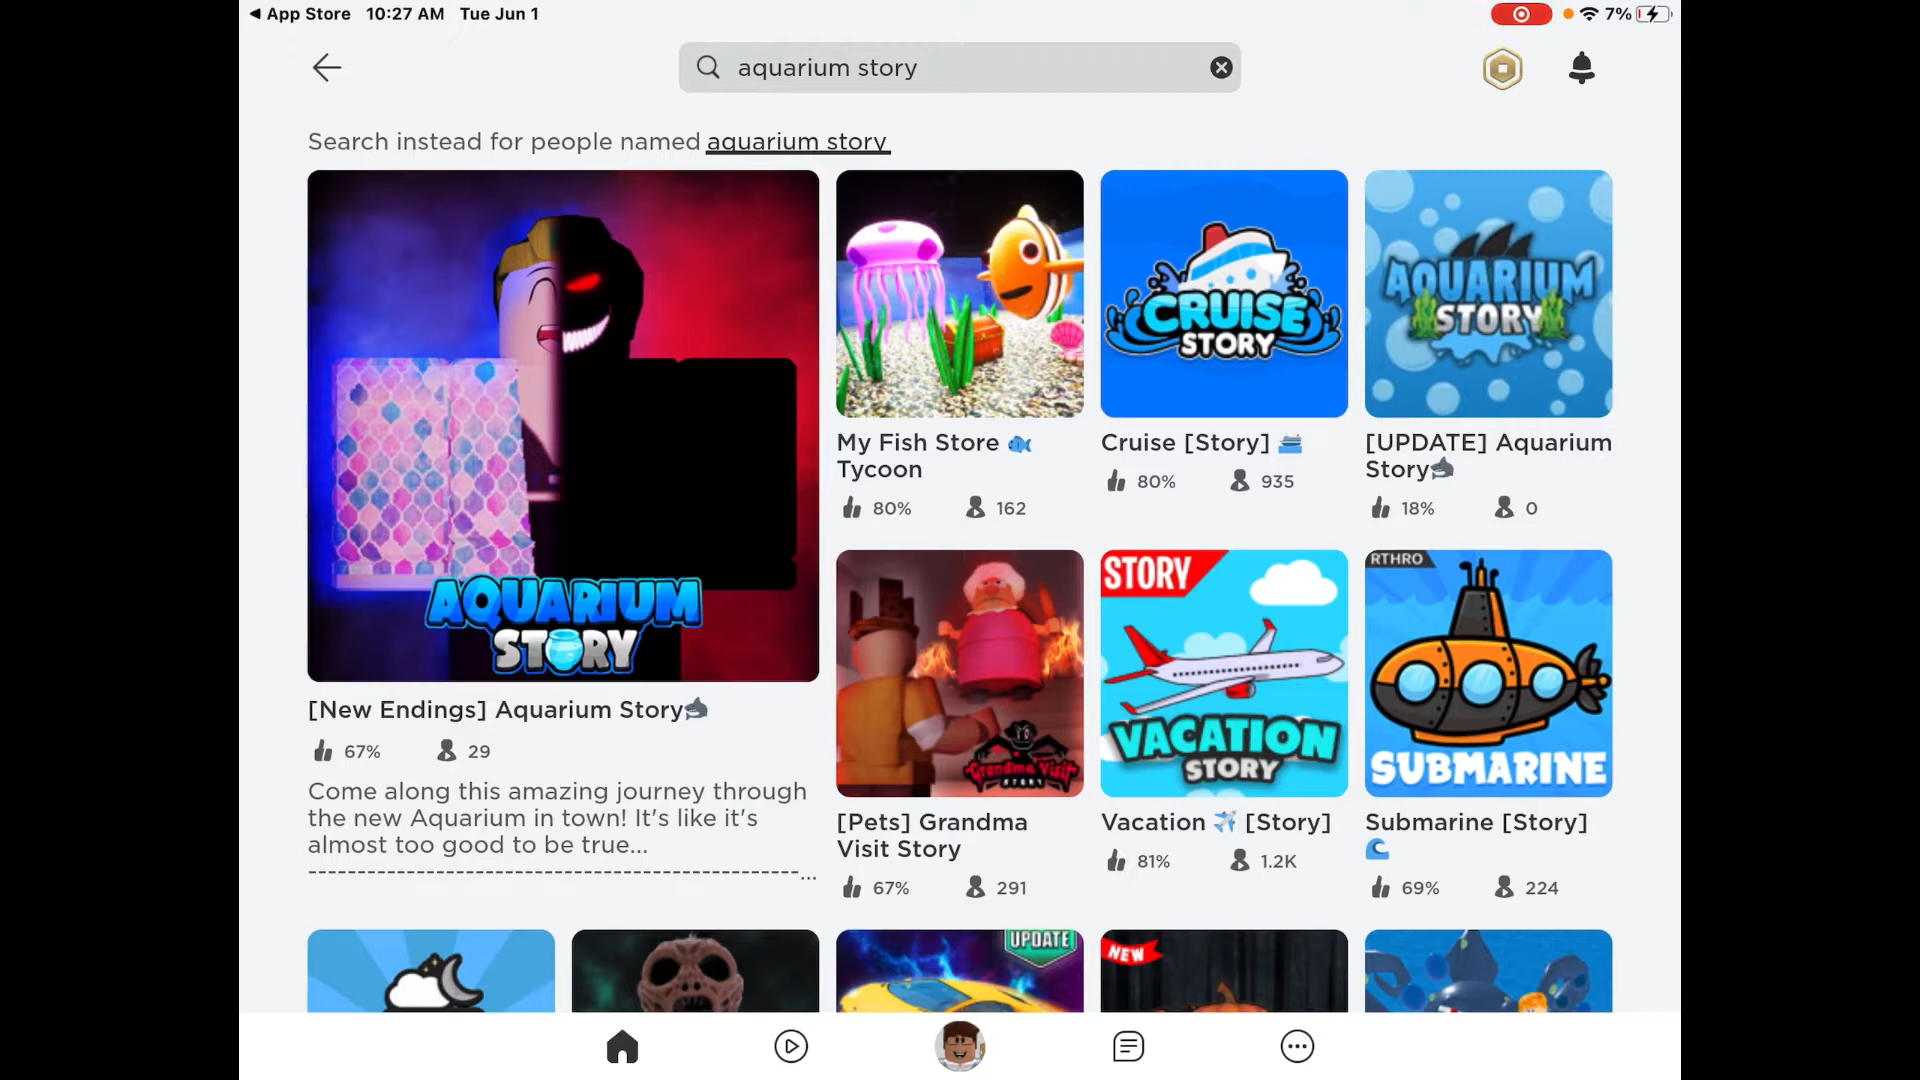 App Store 10:27 AM Tue Jun 1
7%
aquarium story
Search instead for people named aquarium story
AQUARIUM
STORY
[New Endings] Aquarium Story
67% 29
Come along this amazing journey through
the new Aquarium in town! It's like it's
almost too good to be true...
--------------------------------------------------...
My Fish Store
Tycoon
80% 162
CRUISE
STORY
Cruise [Story]
80% 935
AQUARIUM
STORY
[UPDATE] Aquarium
Story
18% 0
Grandma Visit
STORY
[Pets] Grandma
Visit Story
67% 291
STORY
VACATION
STORY
Vacation [Story]
81% 1.2K
RTHRO
SUBMARINE
Submarine [Story]
69% 224
UPDATE
NEW